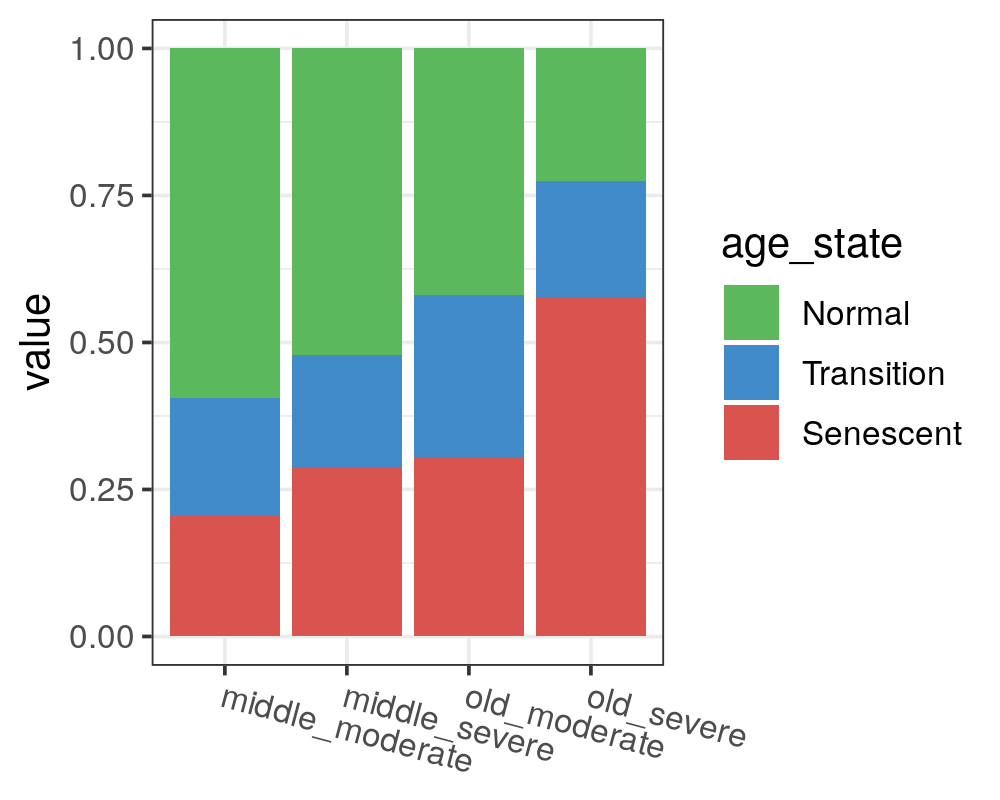 1.00
0.75
0.50
0.25
0.00
value
middle_moderate
middle_severe
old_moderate
old_severe
age_state
Normal
Transition
Senescent